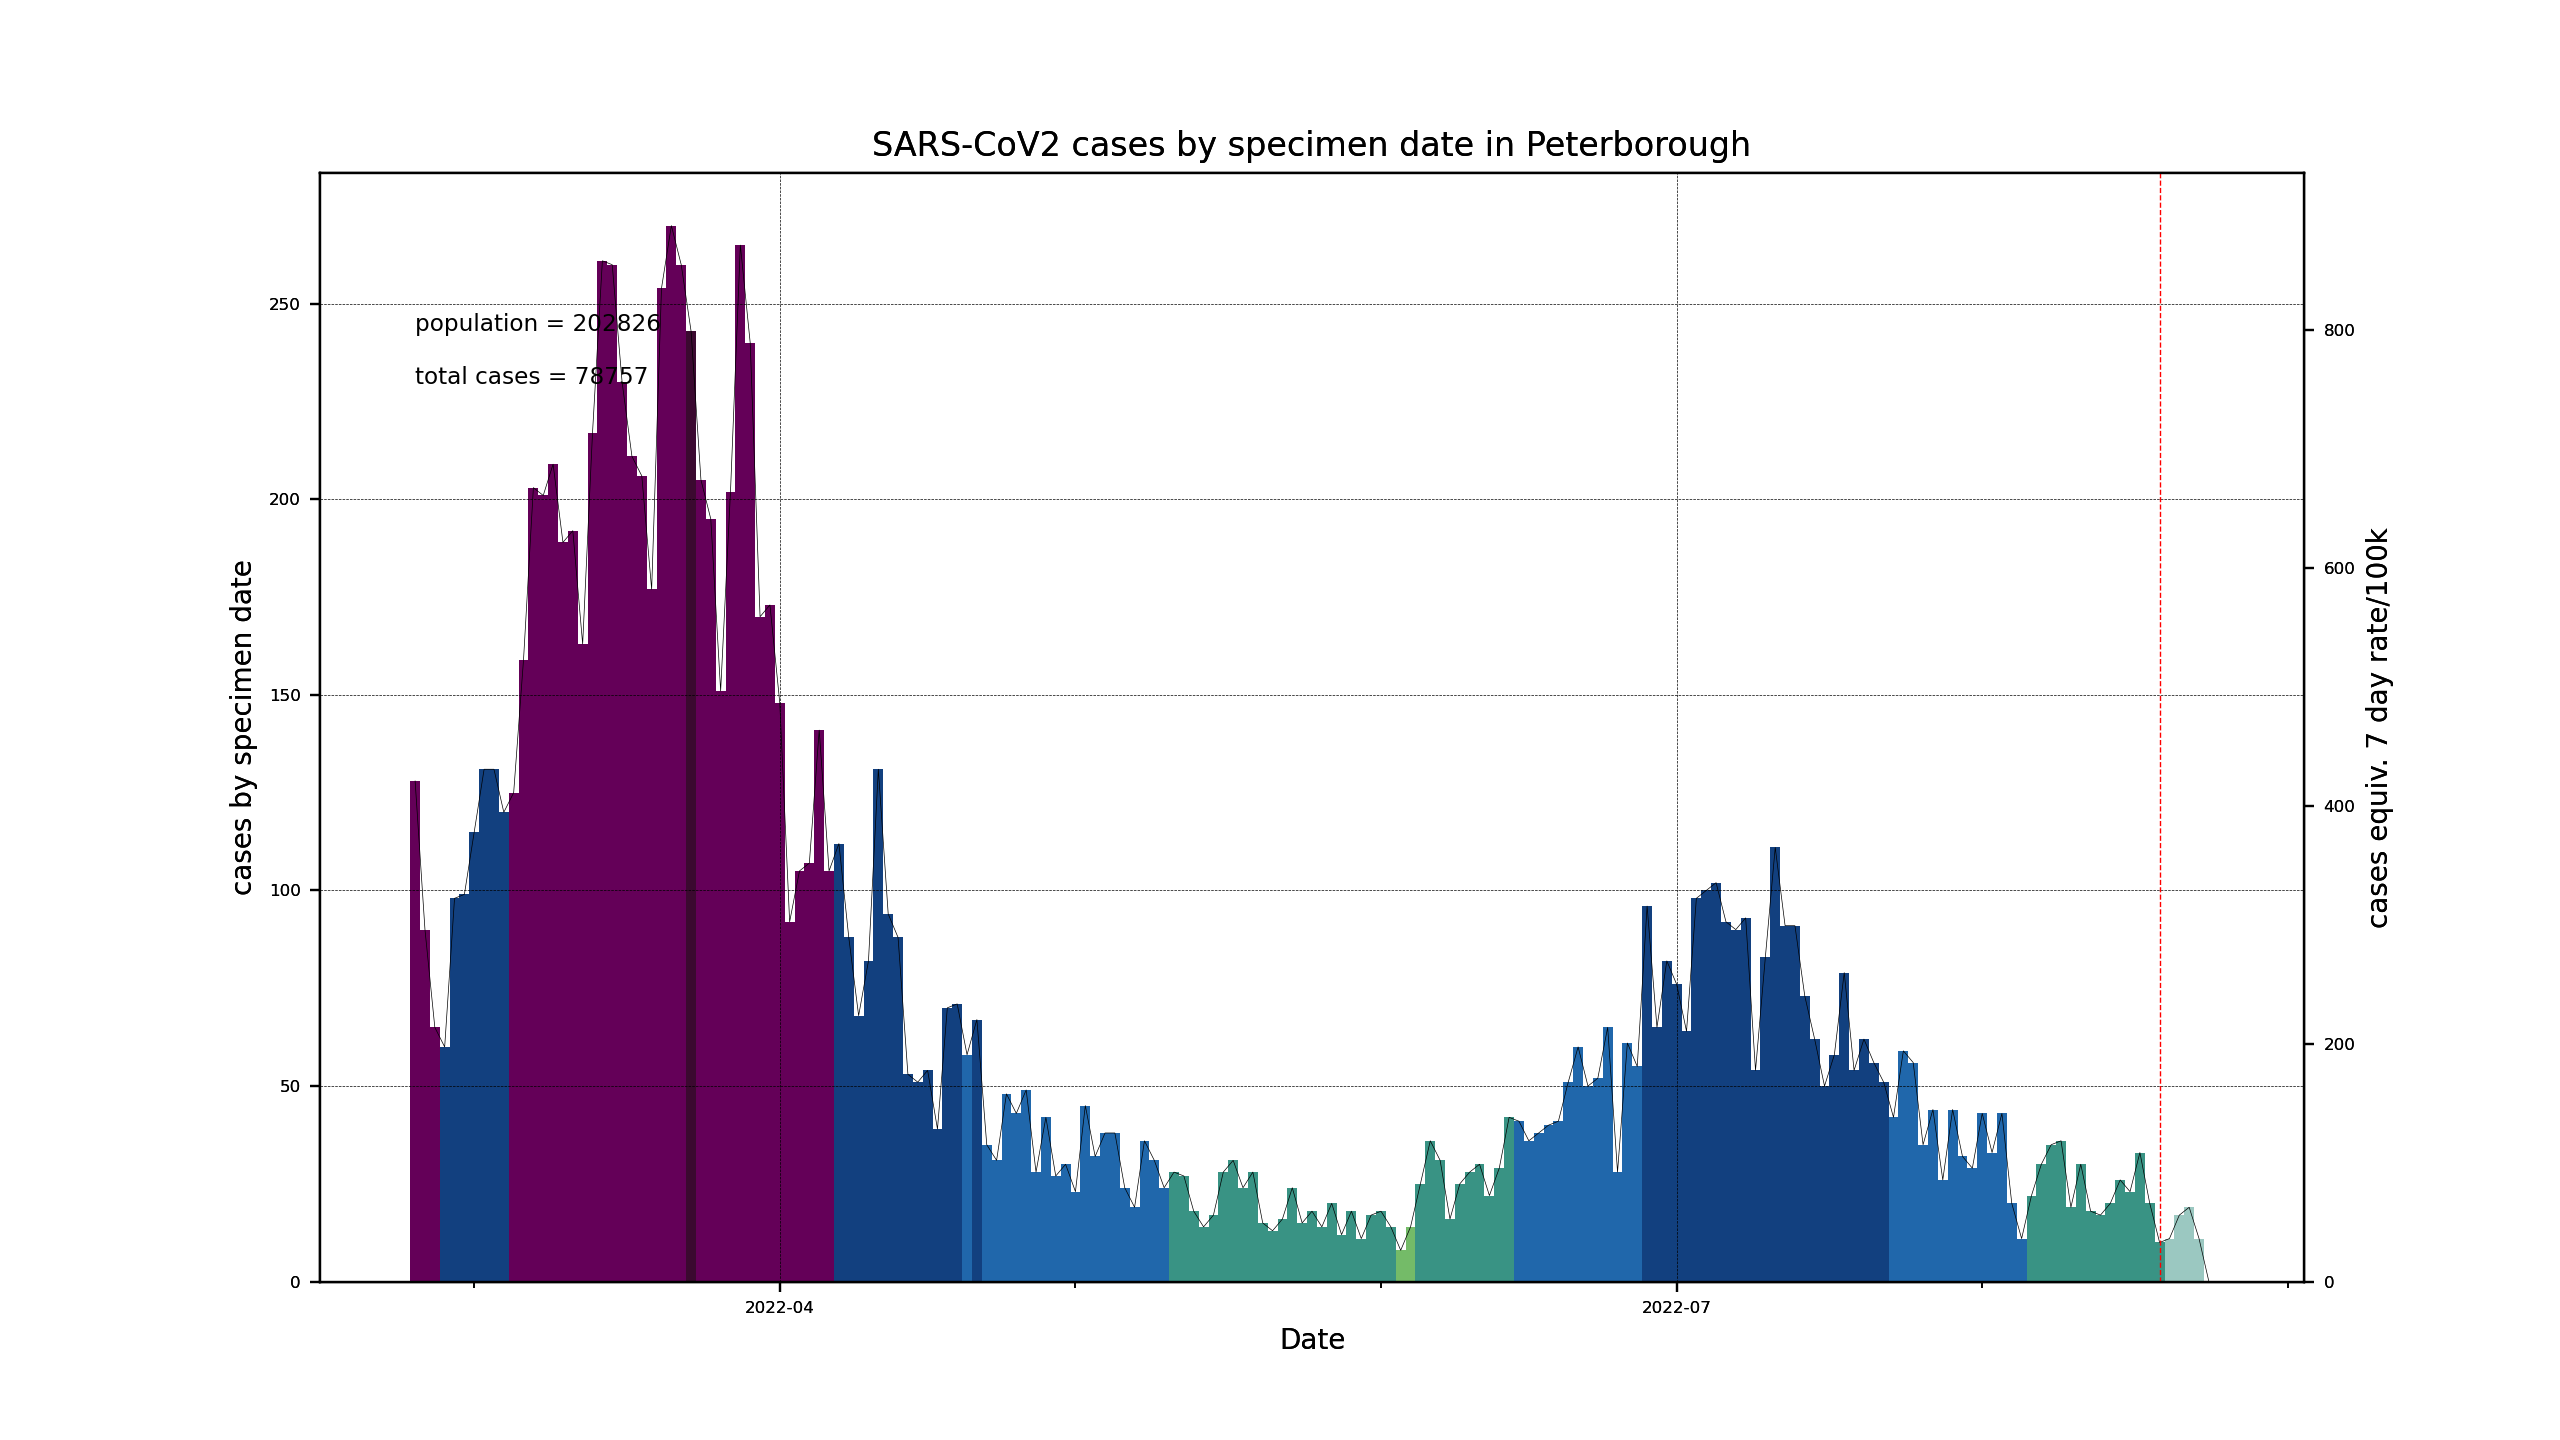 SARS-CoV2 cases by specimen date in Peterborough
250
200
150
100
50
0
cases by specimen date
population = 202826
total cases = 78757
800
600
400
200
0
cases equiv. 7 day rate/100k
2022-04
2022-07
Date